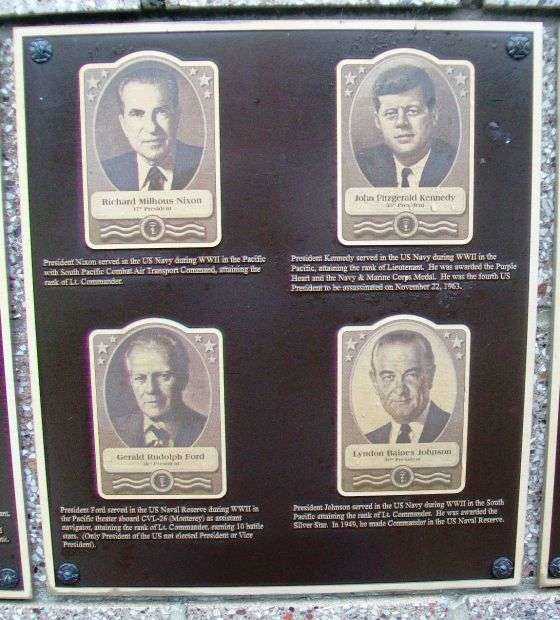 Richard Milhous Nixon
37th President
President Nixon served in the US Navy during WWII in the Pacific
with South Pacific Combat Air Transport Command, attaining the
rank of Lt. Commander.
John Fitzgerald Kennedy
35th President
President Kennedy served in the US Navy during WWII in the
Pacific, attaining the rank of Lieutenant. He was awarded the Purple
Heart and the Navy & Marine Corps Medal. He was the fourth US
President to be assassinated on November 22, 1963.
Gerald Rudolph Ford
38th President
President Ford served in the US Naval Reserve during WWII in
the Pacific theater aboard CVL-26 (Monterey) as assistant
navigator, attaining the rank of Lt. Commander, earning 10 battle
stars. (Only President of the US not elected President or Vice
President).
Lyndon Baines Johnson
36th President
President Johnson served in the US Navy during WWII in the South
Pacific attaining the rank of Lt. Commander. He was awarded the
Silver Star. In 1949, he made Commander in the US Naval Reserve.